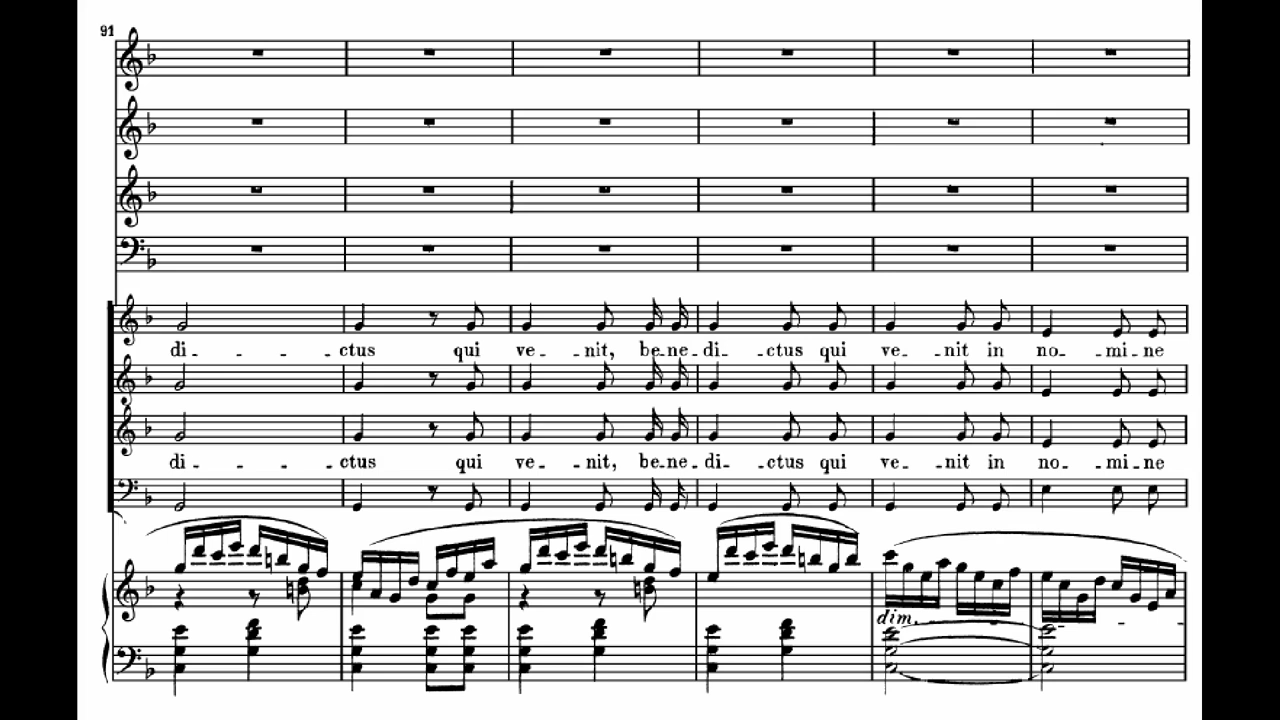 91
di - - - ctus qui ve - nit, be - ne - di - - ctus qui ve - - nit in no - - mi - ne
di - - - ctus qui ve - - nit, be - ne - di - - ctus qui ve - - nit in no - - mi - ne
dim.